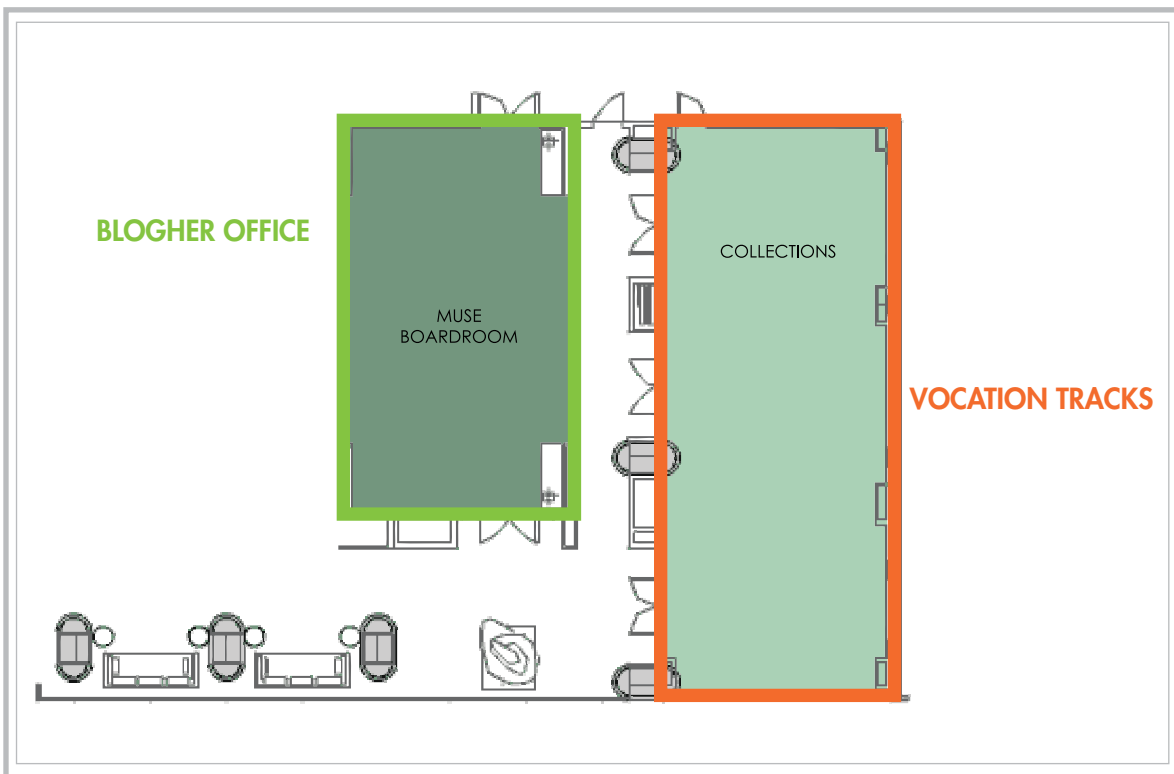 BLOGHER OFFICE
MUSE
BOARDROOM
COLLECTIONS
VOCATION TRACKS